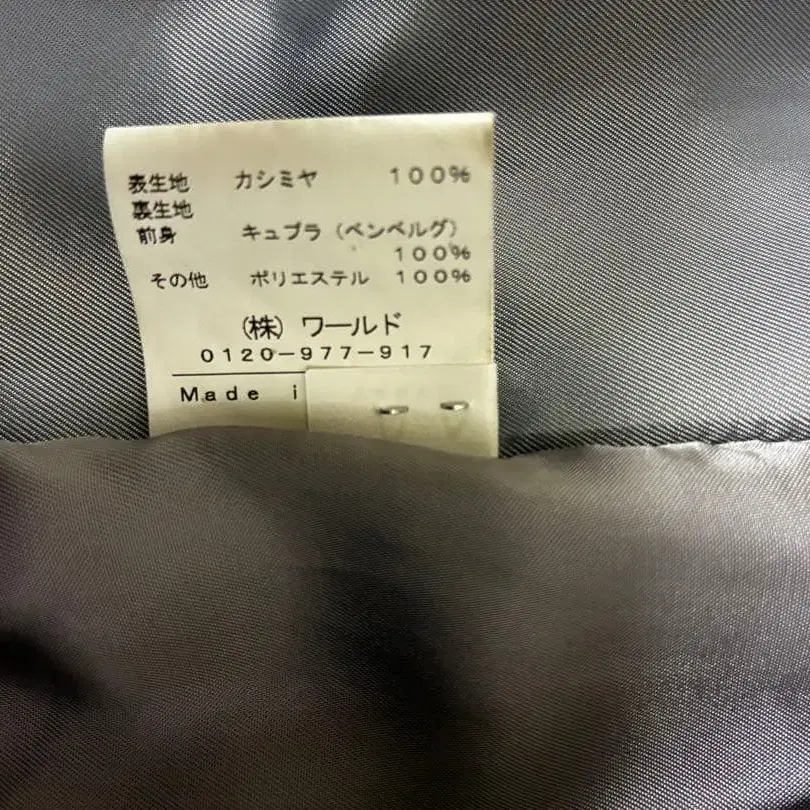 表生地 カシミヤ 100%
裏生地
前身 キュプラ(ベンベルグ)
100%
その他 ポリエステル 100%
(株) ワールド
0120-977-917
Made i